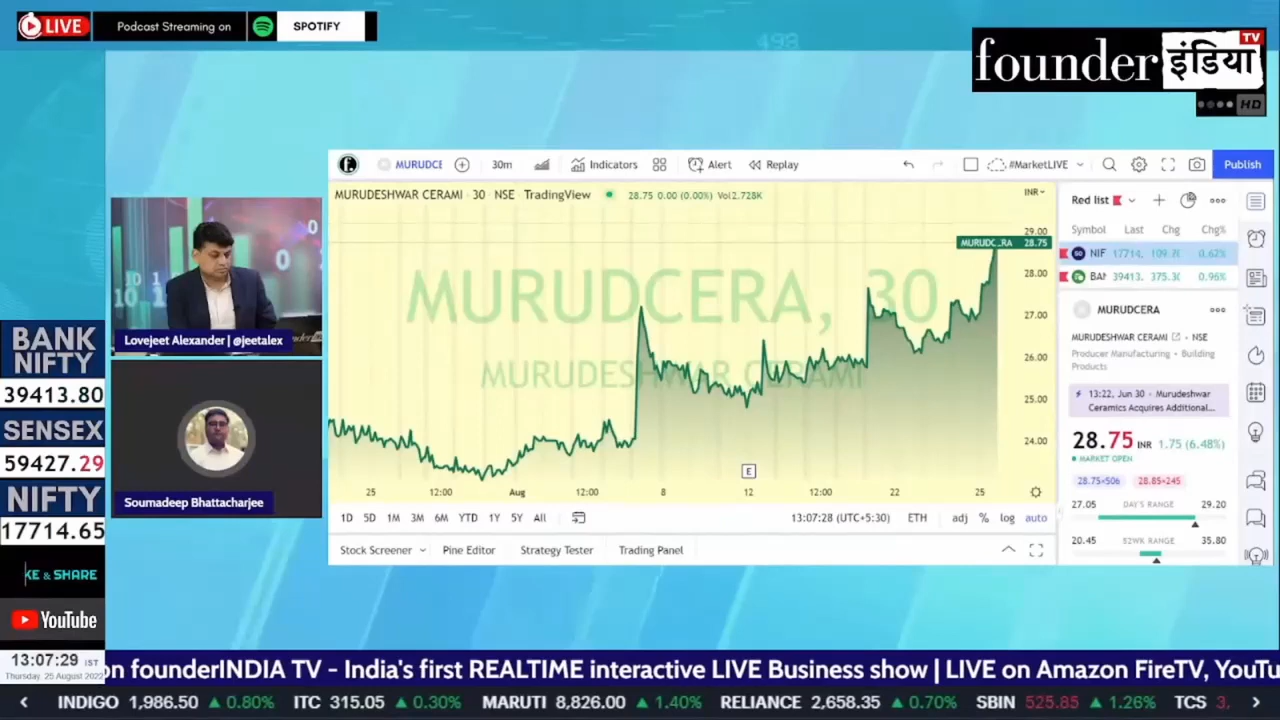 LIVE
Podcast Streaming on
SPOTIFY
founder इंडिया TV
HD
MURUDCE
30m
Indicators
Alert
Replay
#MarketLIVE
Publish
MURUDESHWAR CERAMI · 30 NSE TradingView
28.75 0.00 (0.00%) Vol2.728K
INR
MURUDCERA, 30
MURUDESHWAR CERAMI
29.00
MURUDC_RA 28.75
28.00
27.00
26.00
25.00
24.00
E
25 12:00 Aug 12:00 8 12 12:00 22 25
1D 5D 1M 3M 6M YTD 1Y 5Y All
13:07:28 (UTC+5:30) ETH adj % log auto
Stock Screener
Pine Editor
Strategy Tester
Trading Panel
Red list
Symbol Last Chg Chg%
NIF 17714. 0.62%
BAN 39413. 375.30 0.96%
MURUDCERA
MURUDESHWAR CERAMI · NSE
Producer Manufacturing · Building
Products
13:22, Jun 30 · Murudeshwar
Ceramics Acquires Additional...
28.75 INR 1.75 (6.48%)
MARKET OPEN
28.75×506 28.85×245
27.05 DAY'S RANGE 29.20
20.45 52WK RANGE 35.80
Lovejeet Alexander | @jeetalex
Soumadeep Bhattacharjee
BANK
NIFTY
39413.80
SENSEX
59427.29
NIFTY
17714.65
KE & SHARE
YouTube
13:07:29 IST
Thursday, 25 August 2022
on founderINDIA TV - India's first REALTIME interactive LIVE Business show | LIVE on Amazon FireTV, YouTu
INDIGO 1,986.50 ▲ 0.80% ITC 315.05 ▲ 0.30% MARUTI 8,826.00 ▲ 1.40% RELIANCE 2,658.35 ▲ 0.70% SBIN 525.85 ▲ 1.26% TCS 3,